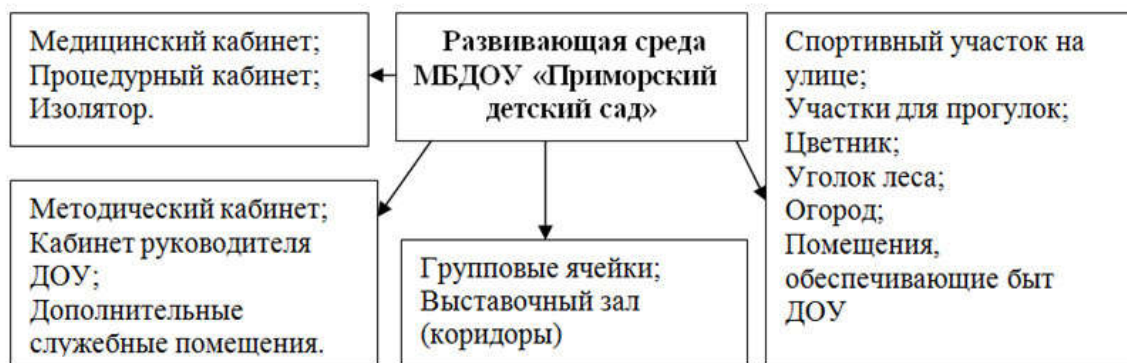 Медицинский кабинет;
Процедурный кабинет;
Изолятор.
Развивающая среда
МБДОУ «Приморский
детский сад»
Спортивный участок на
улице;
Участки для прогулок;
Цветник;
Уголок леса;
Огород;
Помещения,
обеспечивающие быт
ДОУ
Методический кабинет;
Кабинет руководителя
ДОУ;
Дополнительные
служебные помещения.
Групповые ячейки;
Выставочный зал
(коридоры)